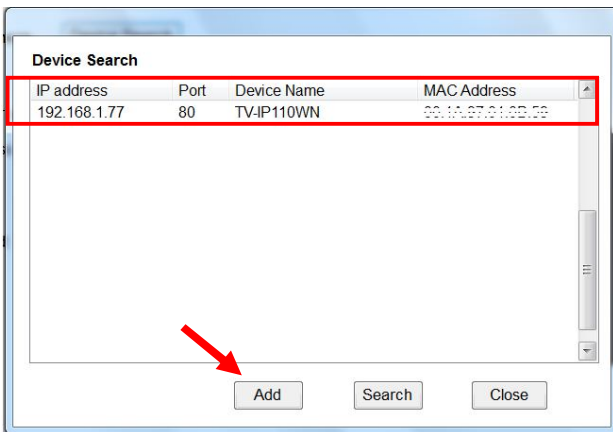 Device Search
IP address Port Device Name MAC Address
192.168.1.77 80 TV-IP110WN
Add Search Close